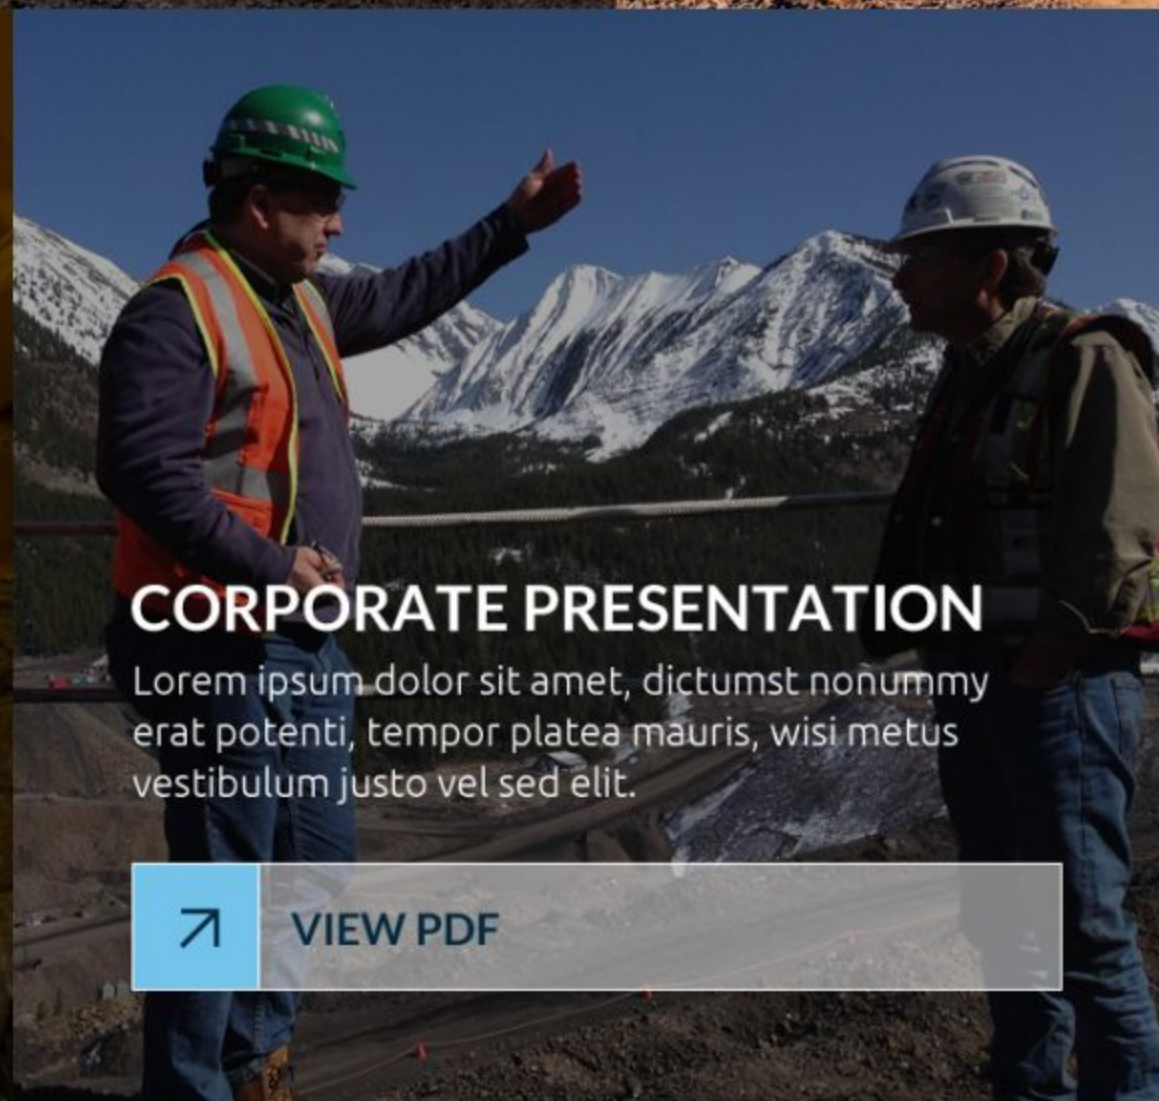 CORPORATE PRESENTATION
Lorem ipsum dolor sit amet, dictumst nonummy
erat potenti, tempor platea mauris, wisi metus
vestibulum justo vel sed elit.
VIEW PDF